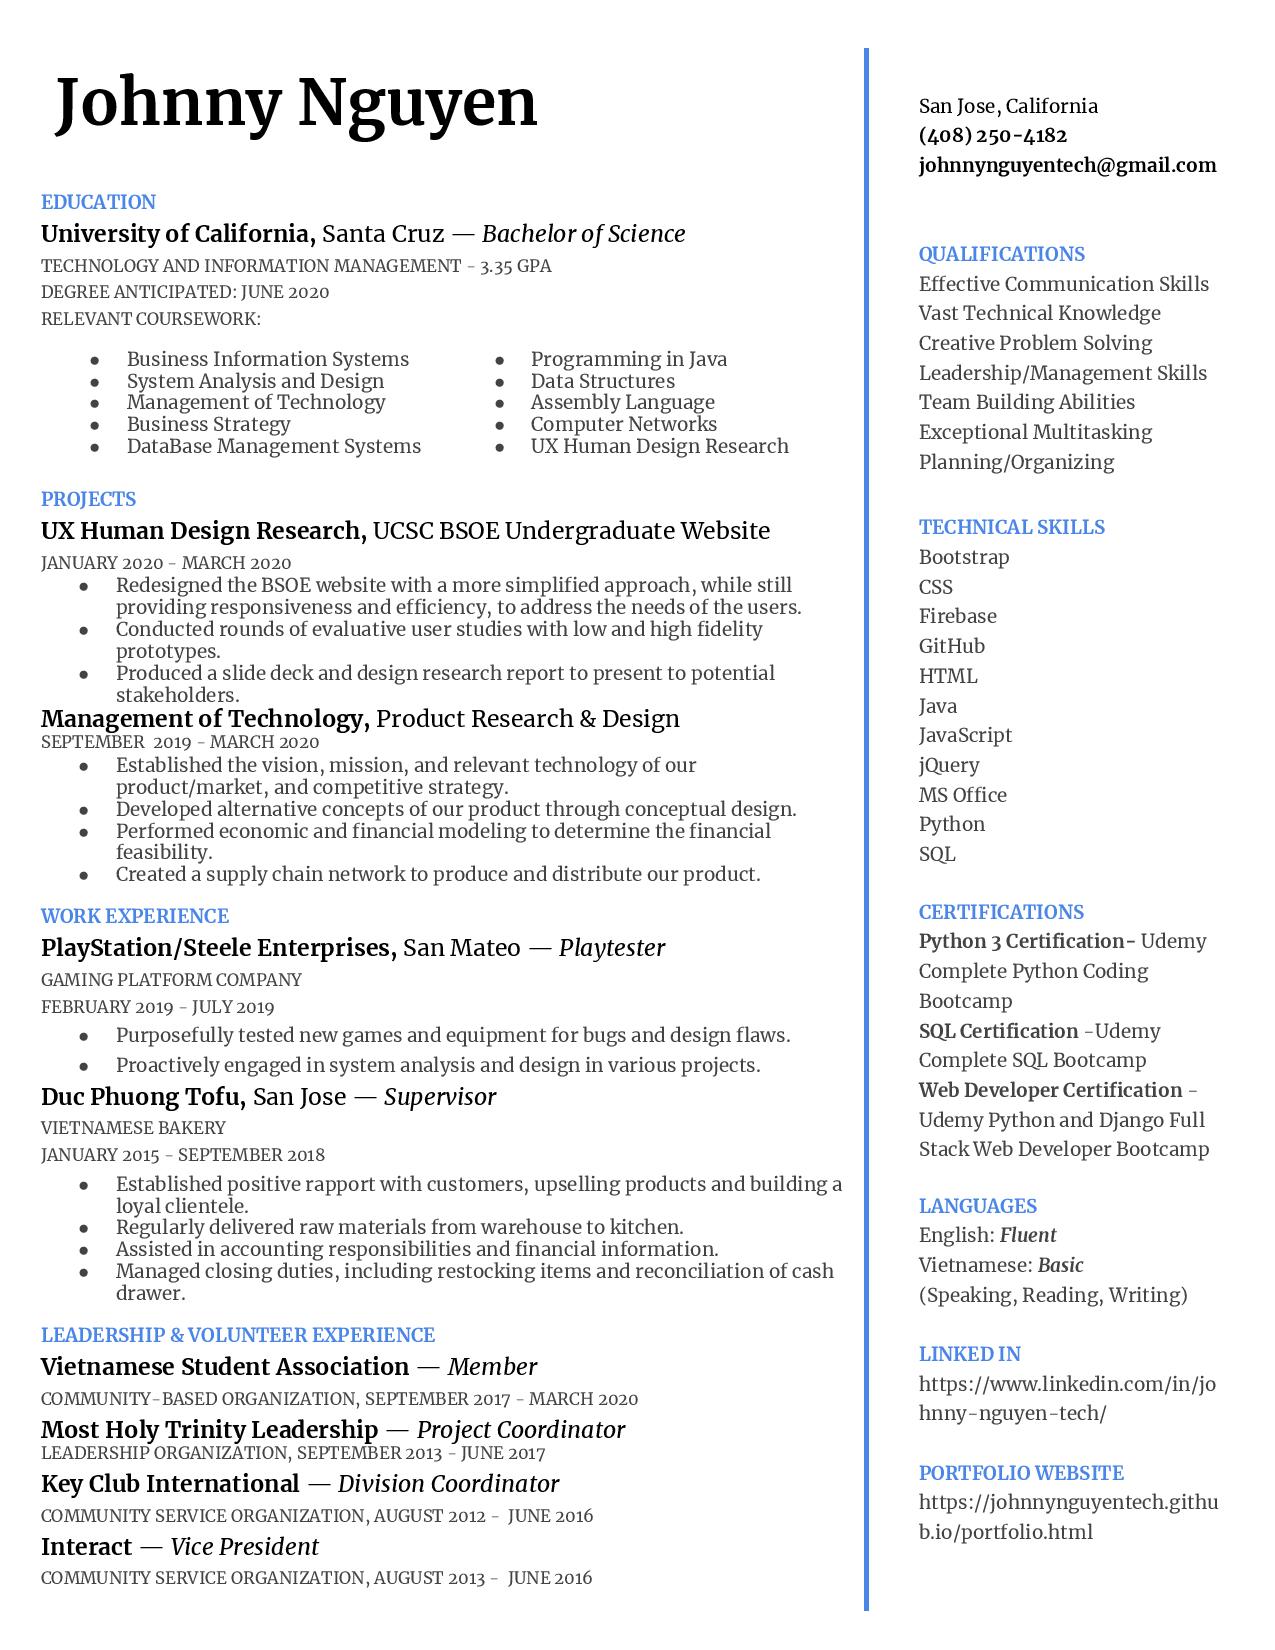 Johnny Nguyen
EDUCATION
University of California, Santa Cruz — Bachelor of Science
TECHNOLOGY AND INFORMATION MANAGEMENT - 3.35 GPA
DEGREE ANTICIPATED: JUNE 2020
RELEVANT COURSEWORK:
● Business Information Systems
● System Analysis and Design
● Management of Technology
● Business Strategy
● DataBase Management Systems
● Programming in Java
● Data Structures
● Assembly Language
● Computer Networks
● UX Human Design Research
PROJECTS
UX Human Design Research, UCSC BSOE Undergraduate Website
JANUARY 2020 - MARCH 2020
● Redesigned the BSOE website with a more simplified approach, while still
providing responsiveness and efficiency, to address the needs of the users.
● Conducted rounds of evaluative user studies with low and high fidelity
prototypes.
● Produced a slide deck and design research report to present to potential
stakeholders.
Management of Technology, Product Research & Design
SEPTEMBER 2019 - MARCH 2020
● Established the vision, mission, and relevant technology of our
product/market, and competitive strategy.
● Developed alternative concepts of our product through conceptual design.
● Performed economic and financial modeling to determine the financial
feasibility.
● Created a supply chain network to produce and distribute our product.
WORK EXPERIENCE
PlayStation/Steele Enterprises, San Mateo — Playtester
GAMING PLATFORM COMPANY
FEBRUARY 2019 - JULY 2019
● Purposefully tested new games and equipment for bugs and design flaws.
● Proactively engaged in system analysis and design in various projects.
Duc Phuong Tofu, San Jose — Supervisor
VIETNAMESE BAKERY
JANUARY 2015 - SEPTEMBER 2018
● Established positive rapport with customers, upselling products and building a
loyal clientele.
● Regularly delivered raw materials from warehouse to kitchen.
● Assisted in accounting responsibilities and financial information.
● Managed closing duties, including restocking items and reconciliation of cash
drawer.
LEADERSHIP & VOLUNTEER EXPERIENCE
Vietnamese Student Association — Member
COMMUNITY-BASED ORGANIZATION, SEPTEMBER 2017 - MARCH 2020
Most Holy Trinity Leadership — Project Coordinator
LEADERSHIP ORGANIZATION, SEPTEMBER 2013 - JUNE 2017
Key Club International — Division Coordinator
COMMUNITY SERVICE ORGANIZATION, AUGUST 2012 - JUNE 2016
Interact — Vice President
COMMUNITY SERVICE ORGANIZATION, AUGUST 2013 - JUNE 2016
San Jose, California
(408) 250-4182
johnnynguyentech@gmail.com
QUALIFICATIONS
Effective Communication Skills
Vast Technical Knowledge
Creative Problem Solving
Leadership/Management Skills
Team Building Abilities
Exceptional Multitasking
Planning/Organizing
TECHNICAL SKILLS
Bootstrap
CSS
Firebase
GitHub
HTML
Java
JavaScript
jQuery
MS Office
Python
SQL
CERTIFICATIONS
Python 3 Certification- Udemy
Complete Python Coding
Bootcamp
SQL Certification -Udemy
Complete SQL Bootcamp
Web Developer Certification -
Udemy Python and Django Full
Stack Web Developer Bootcamp
LANGUAGES
English: Fluent
Vietnamese: Basic
(Speaking, Reading, Writing)
LINKED IN
https://www.linkedin.com/in/jo
hnny-nguyen-tech/
PORTFOLIO WEBSITE
https://johnnynguyentech.githu
b.io/portfolio.html